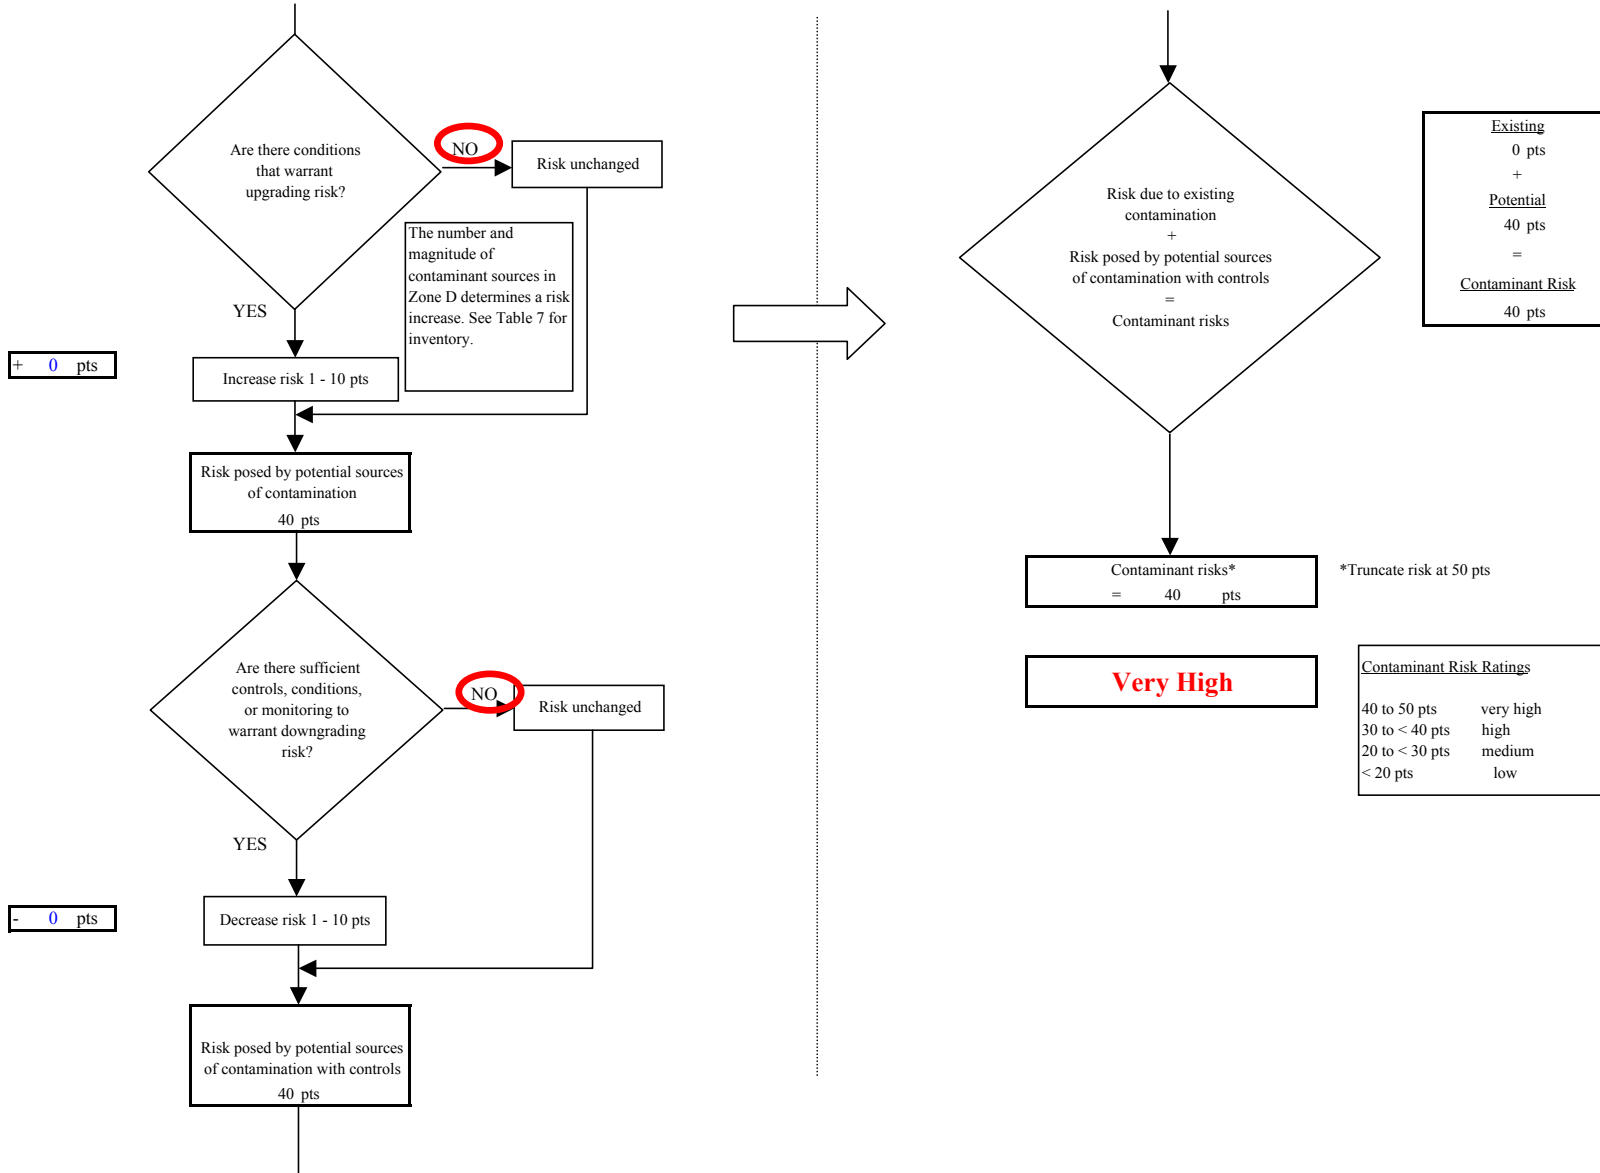 Are there conditions
that warrant
upgrading risk?
NO
Risk unchanged
The number and
magnitude of
contaminant sources in
Zone D determines a risk
increase. See Table 7 for
inventory.
YES
+ 0 pts
Increase risk 1 - 10 pts
Risk posed by potential sources
of contamination
40 pts
Are there sufficient
controls, conditions,
or monitoring to
warrant downgrading
risk?
NO
Risk unchanged
YES
- 0 pts
Decrease risk 1 - 10 pts
Risk posed by potential sources
of contamination with controls
40 pts
Risk due to existing
contamination
+
Risk posed by potential sources
of contamination with controls
=
Contaminant risks
Existing
0 pts
+
Potential
40 pts
=
Contaminant Risk
40 pts
Contaminant risks*
= 40 pts
*Truncate risk at 50 pts
Very High
Contaminant Risk Ratings
40 to 50 pts very high
30 to < 40 pts high
20 to < 30 pts medium
< 20 pts low